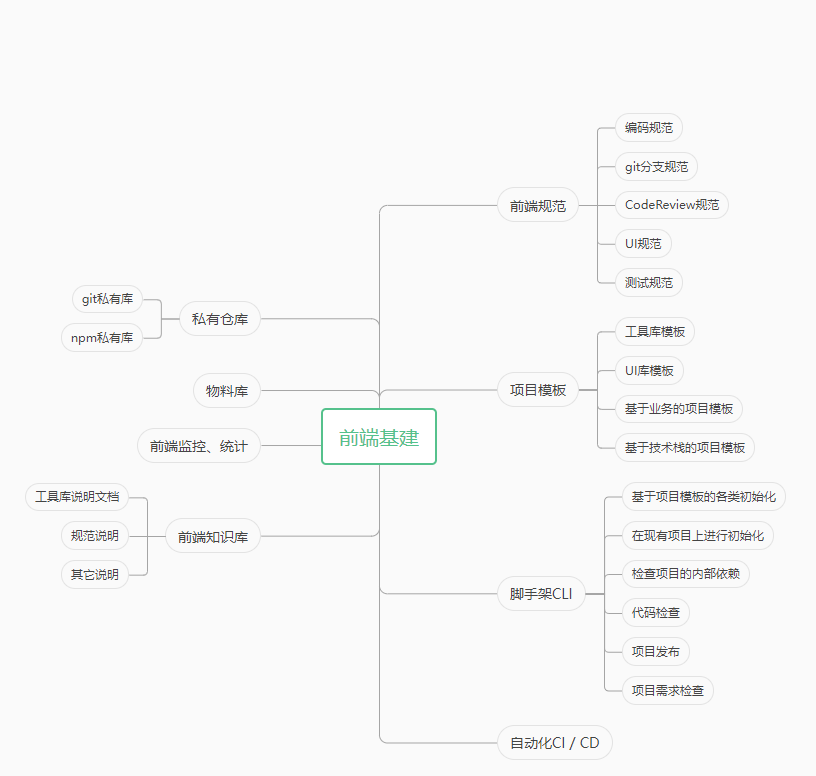 前端基建
前端规范
编码规范
git分支规范
CodeReview规范
UI规范
测试规范
项目模板
工具库模板
UI库模板
基于业务的项目模板
基于技术栈的项目模板
脚手架CLI
基于项目模板的各类初始化
在现有项目上进行初始化
检查项目的内部依赖
代码检查
项目发布
项目需求检查
自动化CI / CD
私有仓库
git私有库
npm私有库
物料库
前端监控、统计
前端知识库
工具库说明文档
规范说明
其它说明